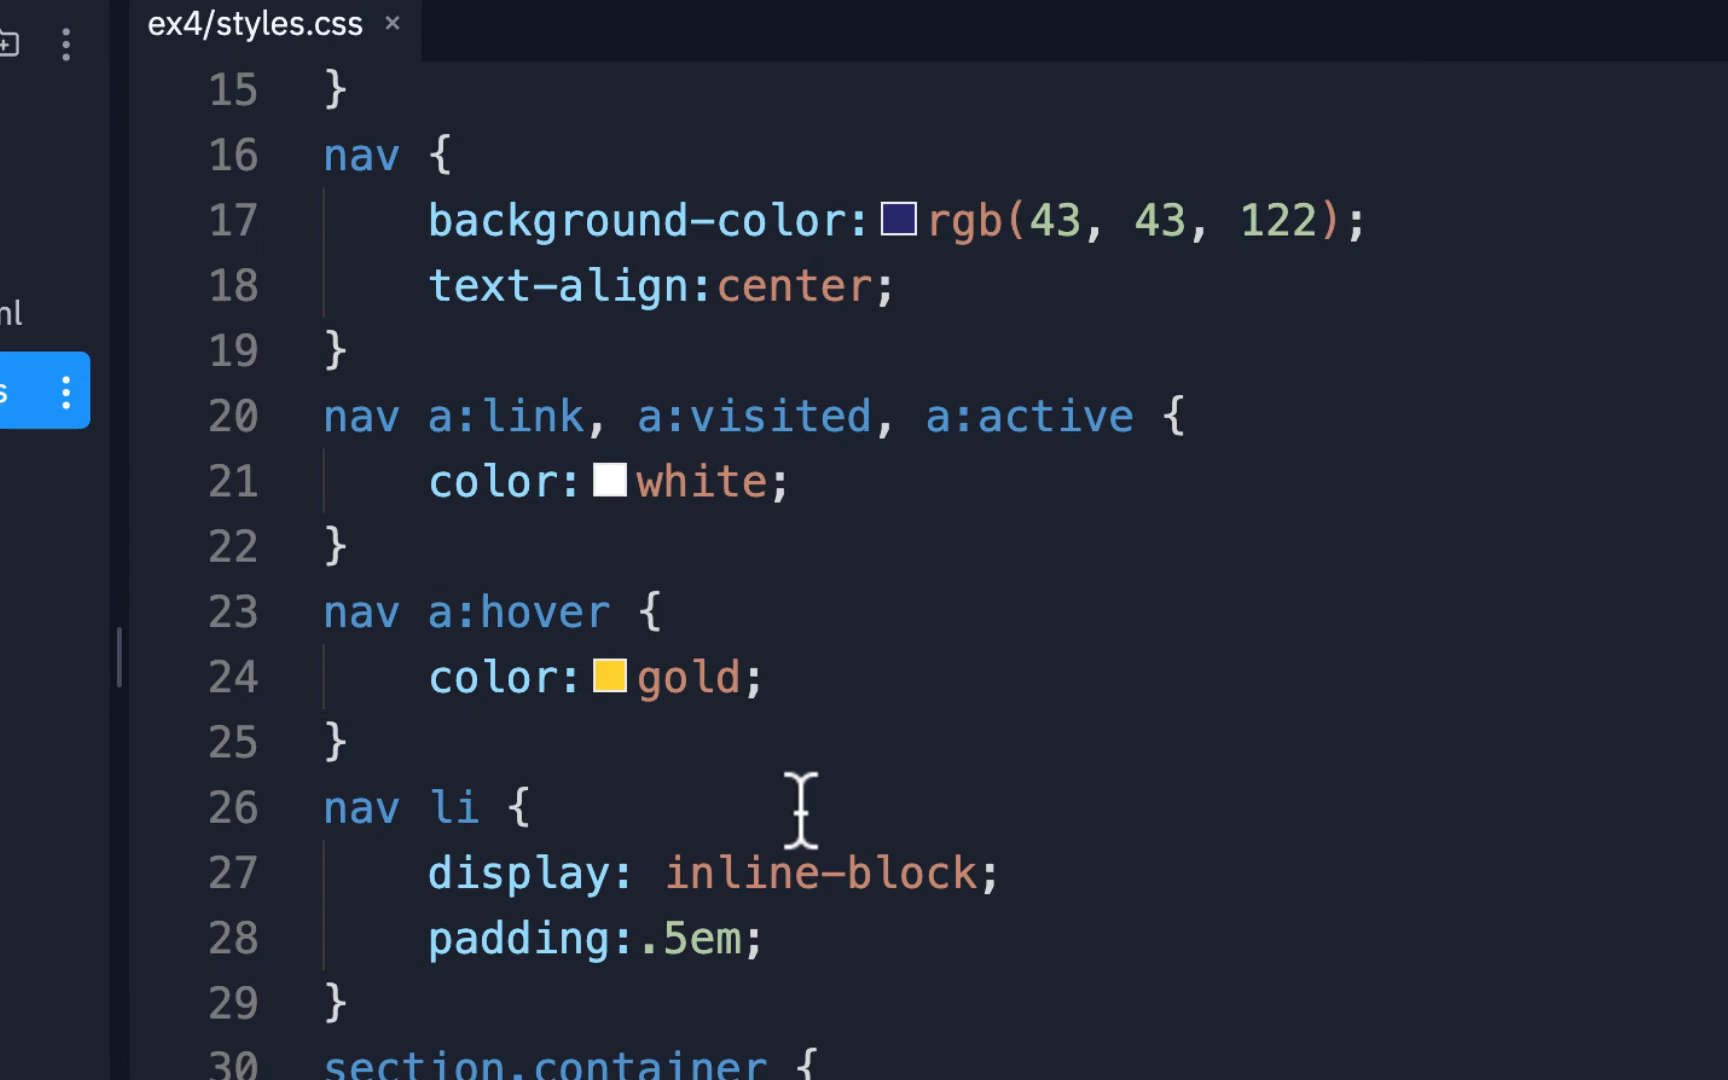 ex4/styles.css ×
15 }
16 nav {
17 background-color: rgb(43, 43, 122);
18 text-align:center;
ml
19 }
s
20 nav a:link, a:visited, a:active {
21 color: white;
22 }
23 nav a:hover {
24 color: gold;
25 }
26 nav li {
27 display: inline-block;
28 padding:.5em;
29 }
30 section.container {